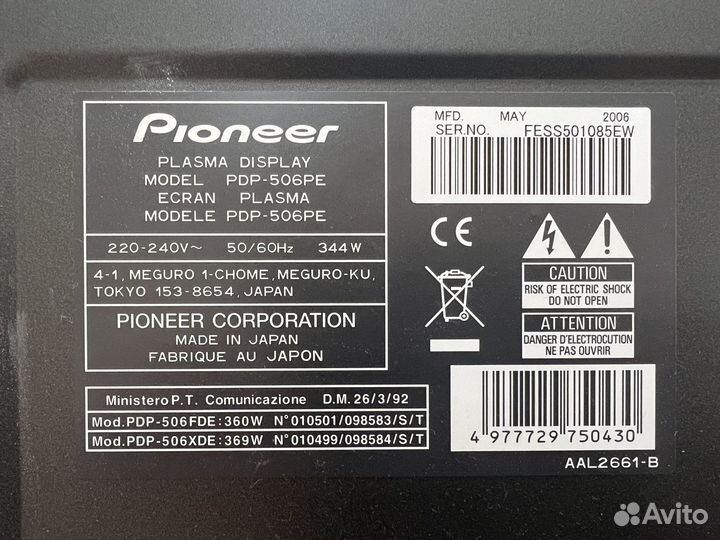 Pioneer
PLASMA DISPLAY
MODEL PDP-506PE
ECRAN PLASMA
MODELE PDP-506PE
220-240V~ 50/60Hz 344W
4-1, MEGURO 1-CHOME, MEGURO-KU,
TOKYO 153-8654, JAPAN
PIONEER CORPORATION
MADE IN JAPAN
FABRIQUE AU JAPON
Ministero P.T. Comunicazione D.M. 26/3/92
Mod.PDP-506FDE:360W N°010501/098583/S/T
Mod.PDP-506XDE:369W N°010499/098584/S/T
MFD. MAY 2006
SER.NO. FESS501085EW
CE
CAUTION
RISK OF ELECTRIC SHOCK
DO NOT OPEN
ATTENTION
DANGER D'ELECTROCUTION
NE PAS OUVRIR
4 977729 750430
AAL2661-B
Avito